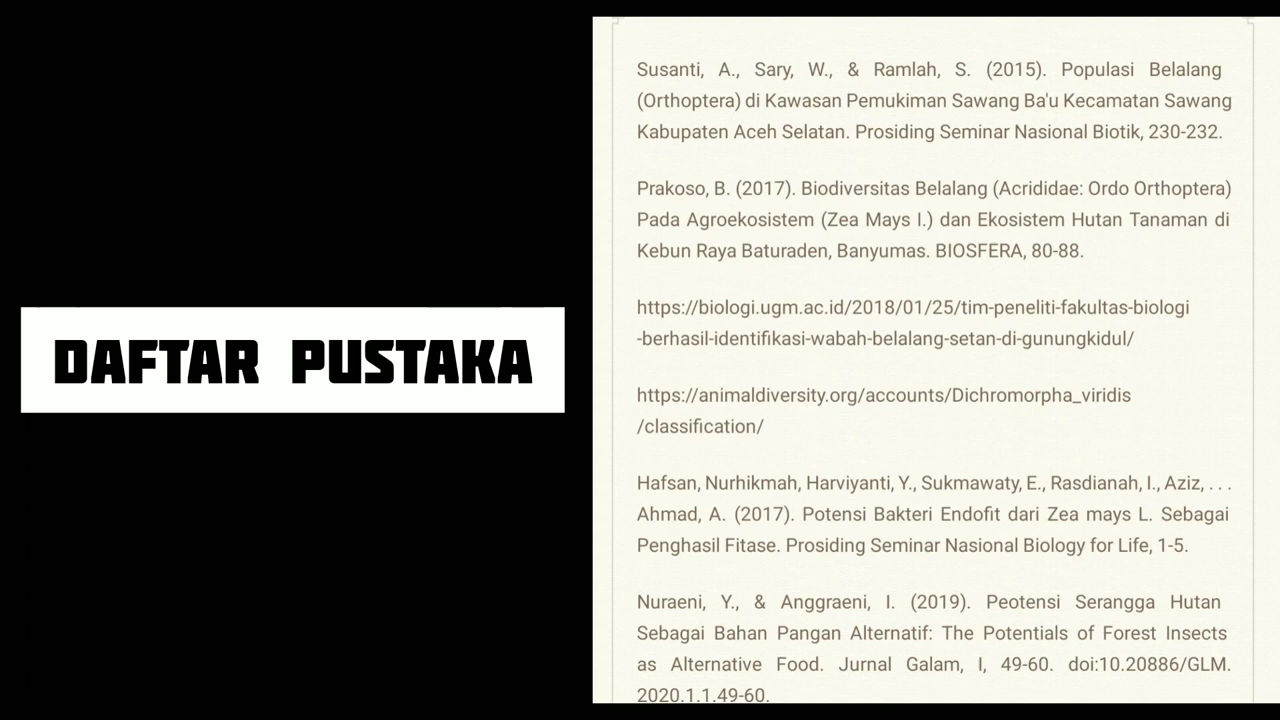 DAFTAR PUSTAKA
Susanti, A., Sary, W., & Ramlah, S. (2015). Populasi Belalang
(Orthoptera) di Kawasan Pemukiman Sawang Ba'u Kecamatan Sawang
Kabupaten Aceh Selatan. Prosiding Seminar Nasional Biotik, 230-232.
Prakoso, B. (2017). Biodiversitas Belalang (Acrididae: Ordo Orthoptera)
Pada Agroekosistem (Zea Mays I.) dan Ekosistem Hutan Tanaman di
Kebun Raya Baturaden, Banyumas. BIOSFERA, 80-88.
https://biologi.ugm.ac.id/2018/01/25/tim-peneliti-fakultas-biologi
-berhasil-identifikasi-wabah-belalang-setan-di-gunungkidul/
https://animaldiversity.org/accounts/Dichromorpha_viridis
/classification/
Hafsan, Nurhikmah, Harviyanti, Y., Sukmawaty, E., Rasdianah, I., Aziz, . . .
Ahmad, A. (2017). Potensi Bakteri Endofit dari Zea mays L. Sebagai
Penghasil Fitase. Prosiding Seminar Nasional Biology for Life, 1-5.
Nuraeni, Y., & Anggraeni, I. (2019). Peotensi Serangga Hutan
Sebagai Bahan Pangan Alternatif: The Potentials of Forest Insects
as Alternative Food. Jurnal Galam, I, 49-60. doi:10.20886/GLM.
2020.1.1.49-60.